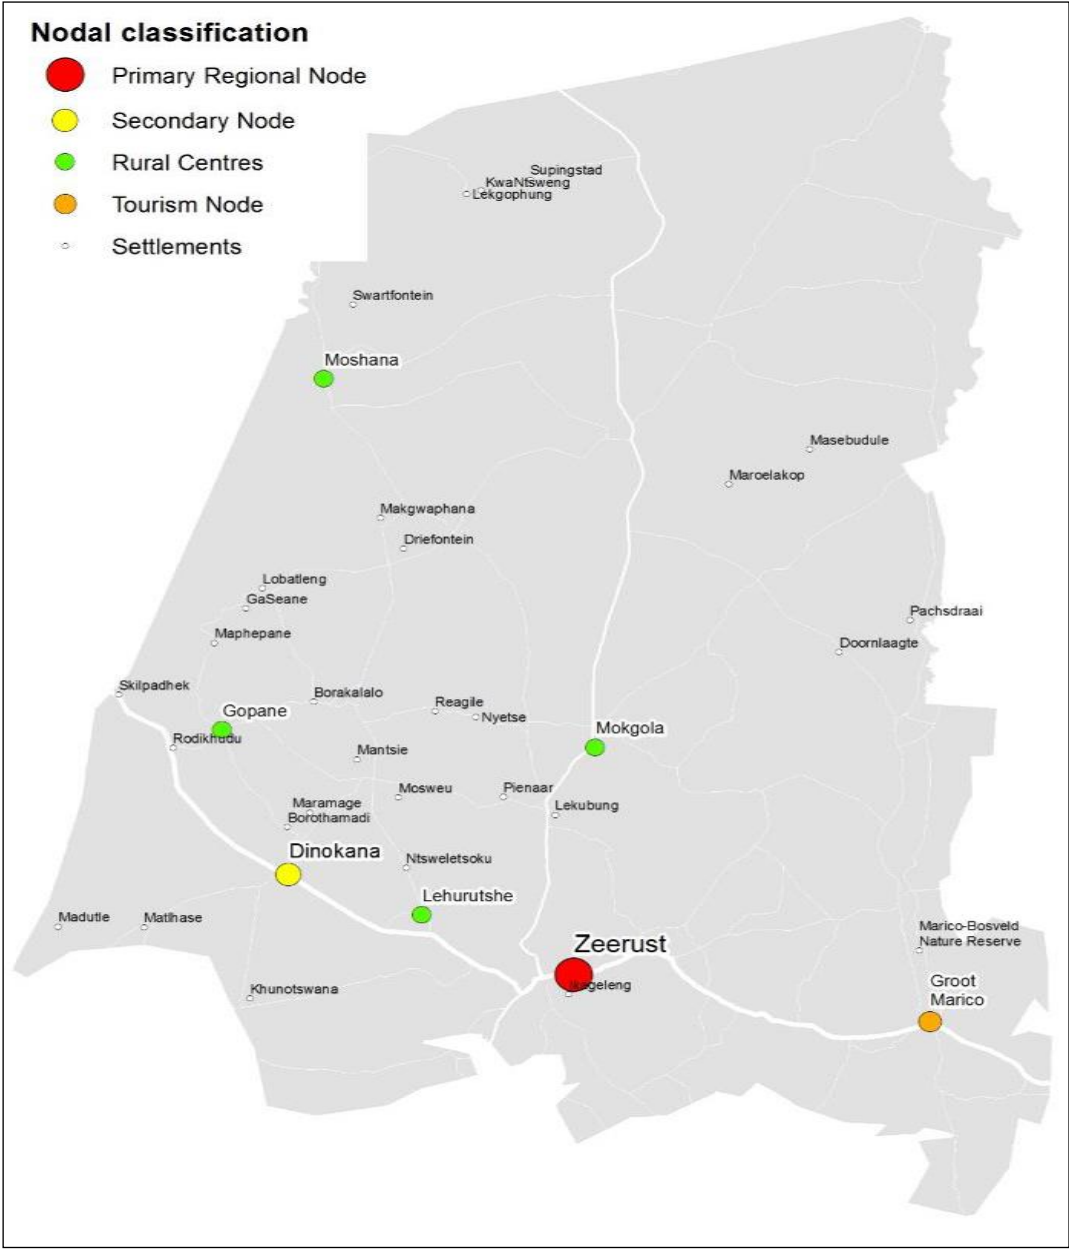 Nodal classification
Primary Regional Node
Secondary Node
Rural Centres
Tourism Node
Settlements
Supingstad
KwaNtsweng
Lekgophung
Swartfontein
Moshana
Masebudule
Maroelakop
Makgwaphana
Driefontein
Lobatleng
GaSeane
Pachsdraai
Maphepane
Doornlaagte
Skilpadhek
Borakalalo
Reagile
Gopane
Nyetse
Mokgola
Rodikhudu
Mantsie
Mosweu
Pienaar
Maramage
Lekubung
Borothamadi
Dinokana
Ntsweletsoku
Lehurutshe
Madutle
Matlhase
Marico-Bosveld
Nature Reserve
Zeerust
Groot
Marico
Khunotswana
Ikageleng